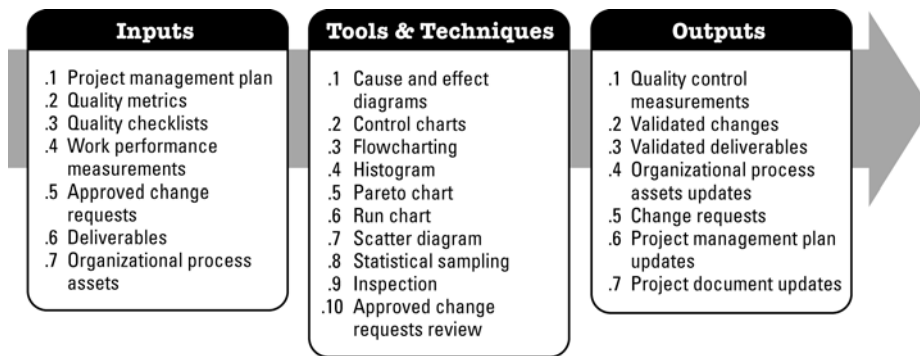 Inputs
.1 Project management plan
.2 Quality metrics
.3 Quality checklists
.4 Work performance
measurements
.5 Approved change
requests
.6 Deliverables
.7 Organizational process
assets
Tools & Techniques
.1 Cause and effect
diagrams
.2 Control charts
.3 Flowcharting
.4 Histogram
.5 Pareto chart
.6 Run chart
.7 Scatter diagram
.8 Statistical sampling
.9 Inspection
.10 Approved change
requests review
Outputs
.1 Quality control
measurements
.2 Validated changes
.3 Validated deliverables
.4 Organizational process
assets updates
.5 Change requests
.6 Project management plan
updates
.7 Project document updates